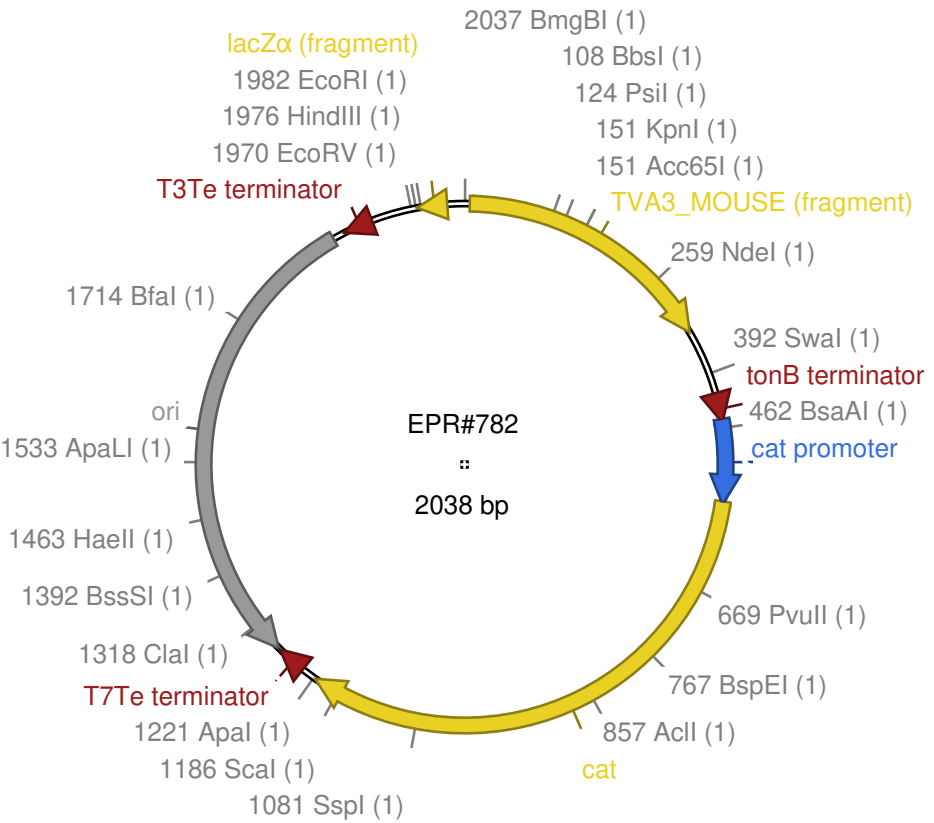 2037 BmgBI (1)
lacZα (fragment)
108 BbsI (1)
1982 EcoRI (1)
124 PsiI (1)
1976 HindIII (1)
151 KpnI (1)
1970 EcoRV (1)
151 Acc65I (1)
T3Te terminator
TVA3_MOUSE (fragment)
259 NdeI (1)
1714 BfaI (1)
392 SwaI (1)
tonB terminator
ori
462 BsaAI (1)
EPR#782
1533 ApaLI (1)
cat promoter
2038 bp
1463 HaeII (1)
1392 BssSI (1)
669 PvuII (1)
1318 ClaI (1)
767 BspEI (1)
T7Te terminator
1221 ApaI (1)
857 AclI (1)
1186 ScaI (1)
cat
1081 SspI (1)